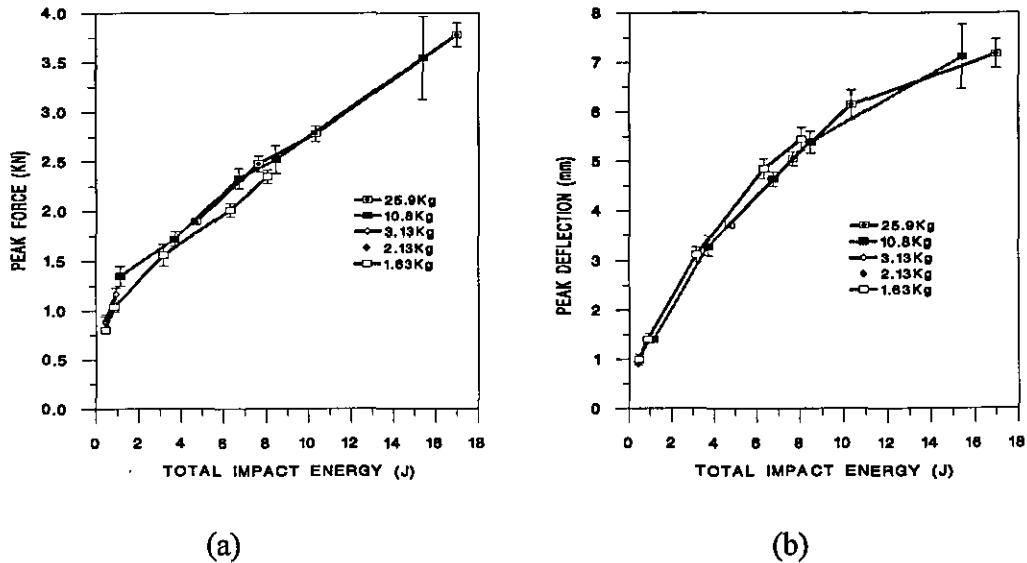 4.0
3.5
3.0
2.5
2.0
1.5
1.0
0.5
0.0
PEAK FORCE (KN)
25.9Kg
10.8Kg
3.13Kg
2.13Kg
1.63Kg
0 2 4 6 8 10 12 14 16 18
TOTAL IMPACT ENERGY (J)
(a)
8
7
6
5
4
3
2
1
0
PEAK DEFLECTION (mm)
25.9Kg
10.8Kg
3.13Kg
2.13Kg
1.63Kg
0 2 4 6 8 10 12 14 16 18
TOTAL IMPACT ENERGY (J)
(b)